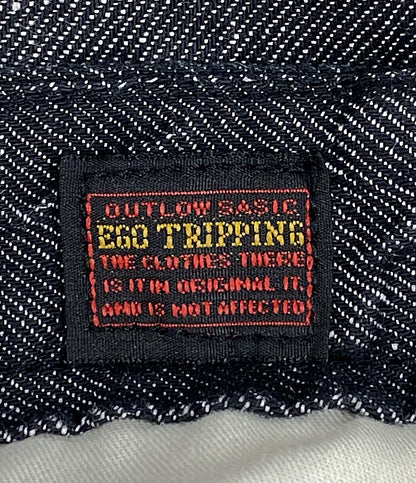 OUTLOW BASIC
EGO TRIPPING
THE CLOTHES THERE
IS IT IN ORIGINAL IT,
AND IS NOT AFFECTED